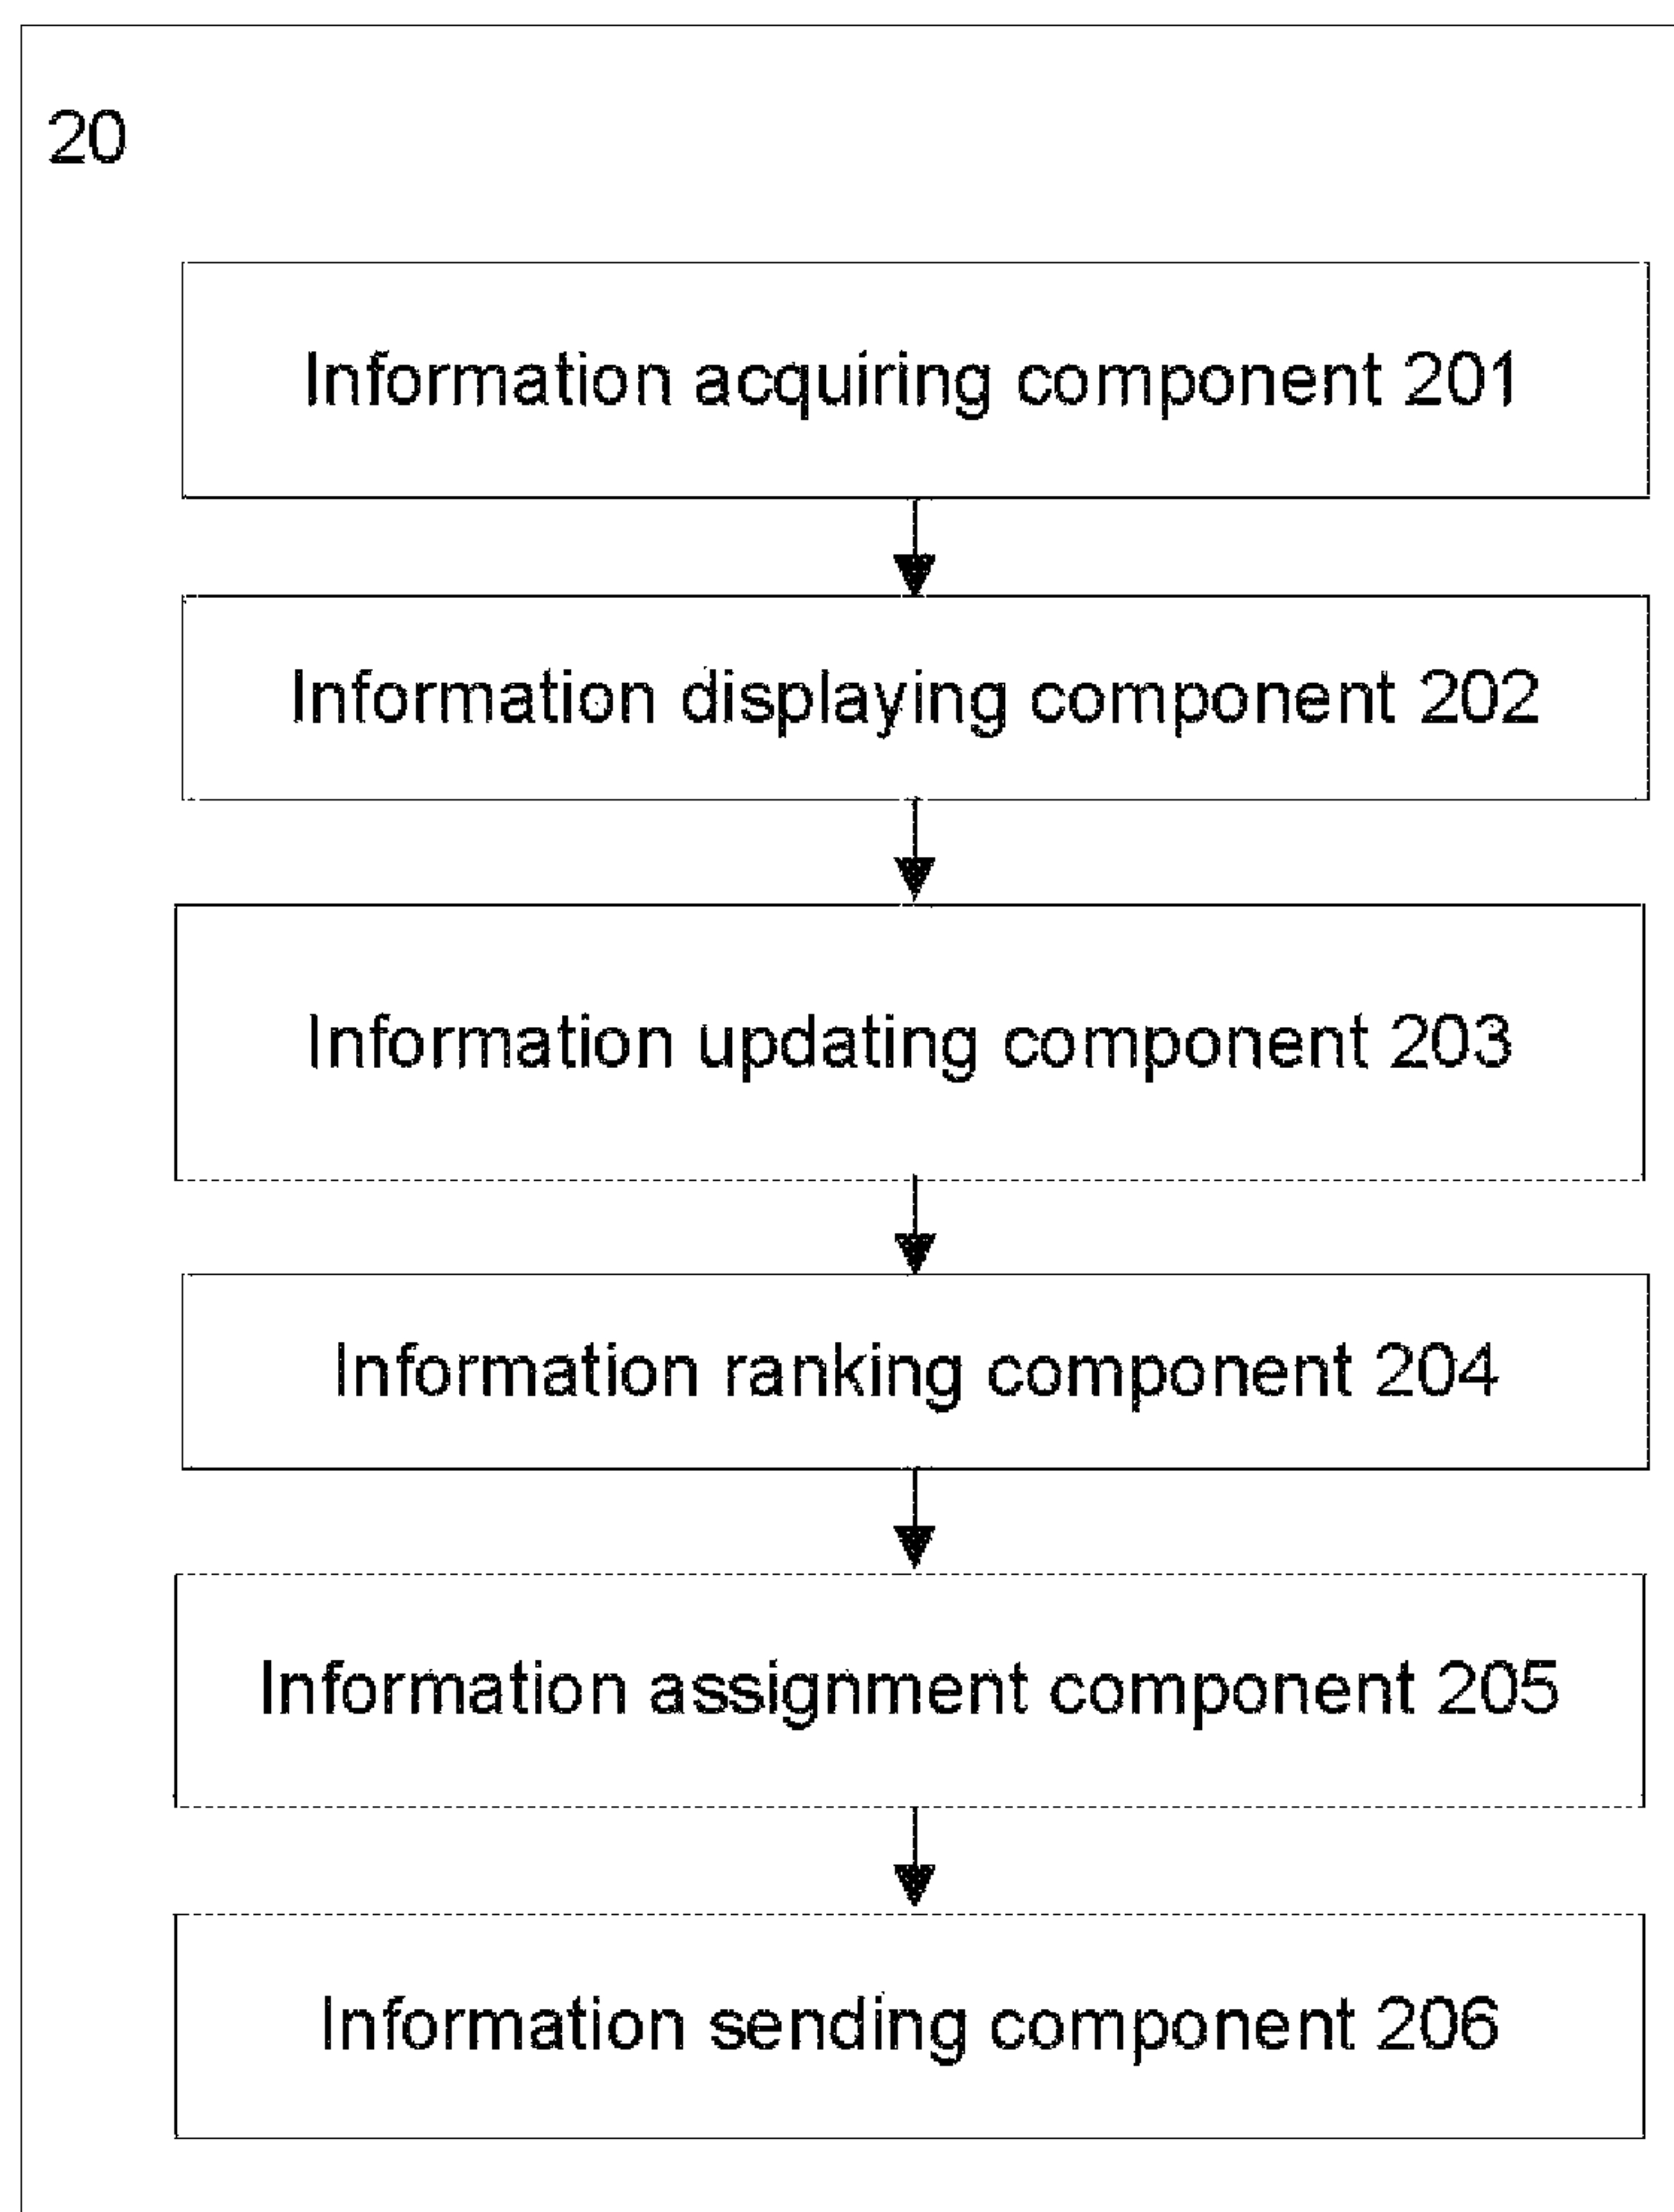 20
Information acquiring component 201
Information displaying component 202
Information updating component 203
Information ranking component 204
Information assignment component 205
Information sending component 206